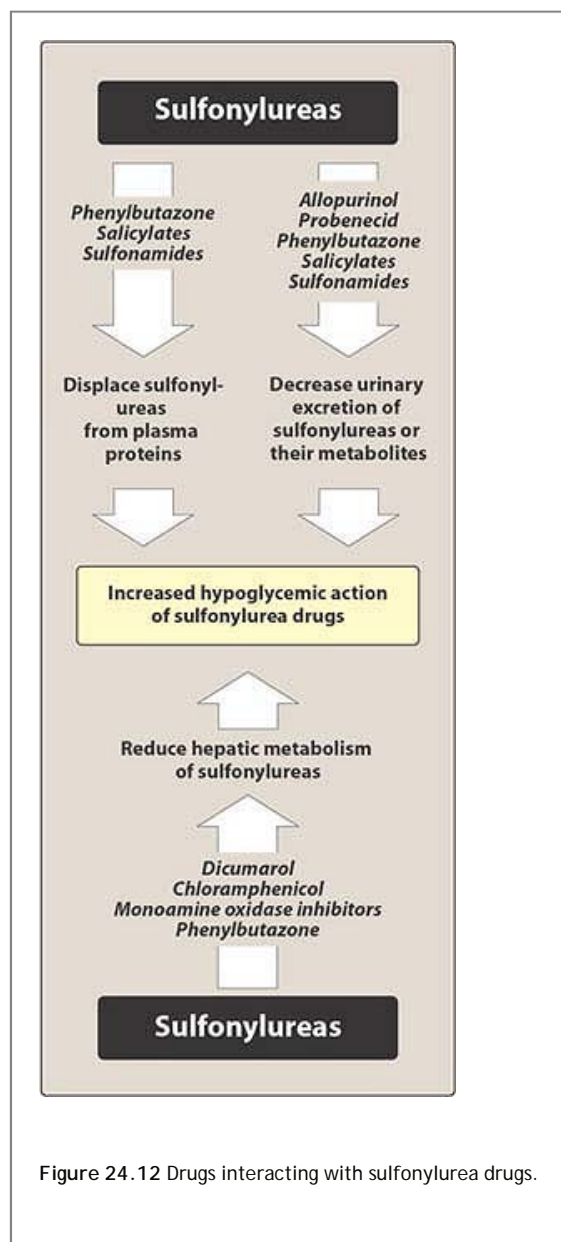 Sulfonylureas
Phenylbutazone
Salicylates
Sulfonamides
Allopurinol
Probenecid
Phenylbutazone
Salicylates
Sulfonamides
Displace sulfonyl-
ureas
from plasma
proteins
Decrease urinary
excretion of
sulfonylureas or
their metabolites
Increased hypoglycemic action
of sulfonylurea drugs
Reduce hepatic metabolism
of sulfonylureas
Dicumarol
Chloramphenicol
Monoamine oxidase inhibitors
Phenylbutazone
Sulfonylureas
Figure 24.12 Drugs interacting with sulfonylurea drugs.